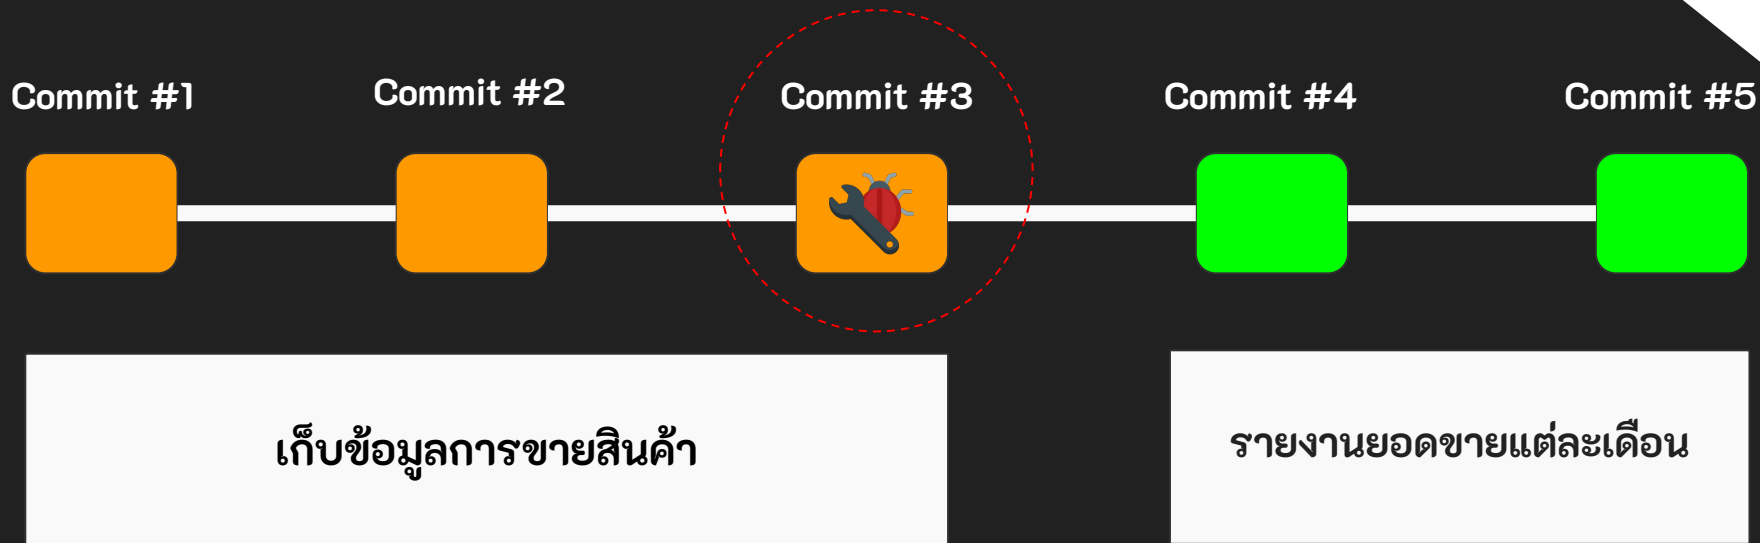 Commit #1
Commit #2
Commit #3
Commit #4
Commit #5
เก็บข้อมูลการขายสินค้า
รายงานยอดขายแต่ละเดือน